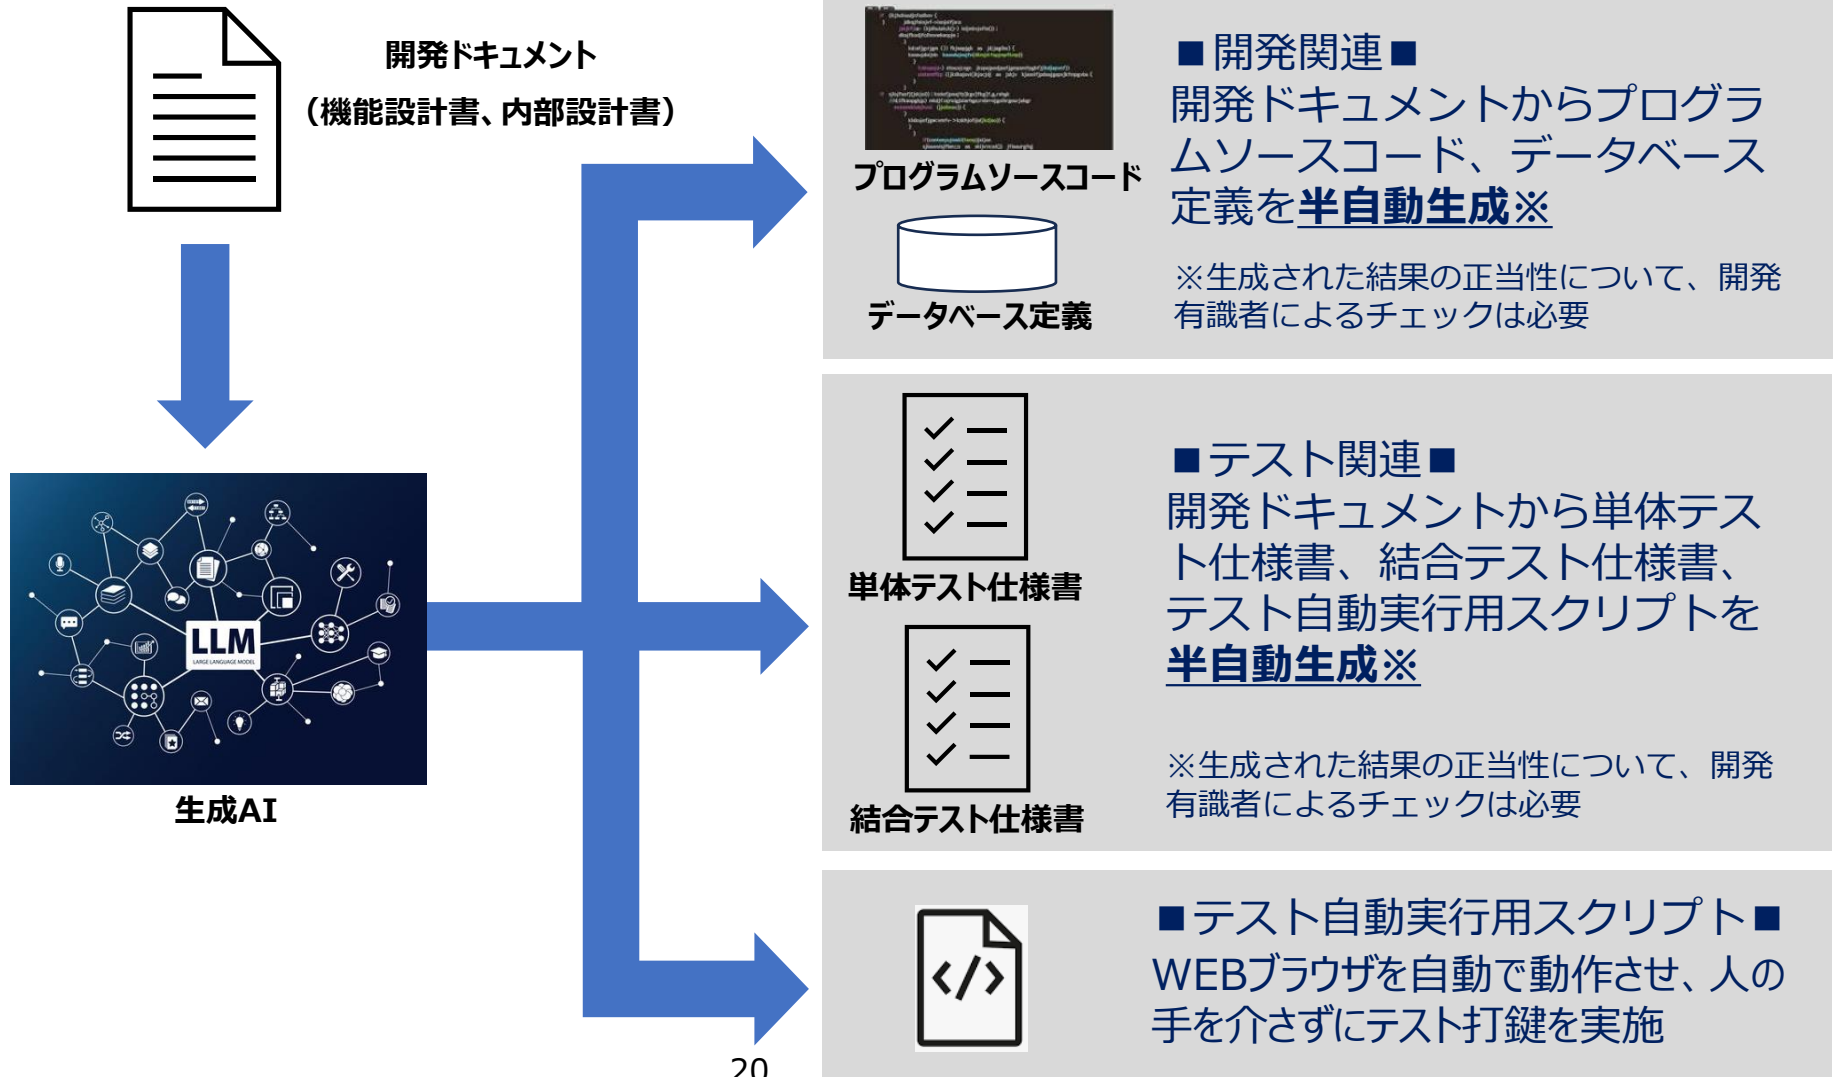 開発ドキュメント
（機能設計書、内部設計書）
生成AI
LLM
LARGE LANGUAGE MODEL
プログラムソースコード
データベース定義
■開発関連■
開発ドキュメントからプログラ
ムソースコード、データベース
定義を半自動生成※
※生成された結果の正当性について、開発
有識者によるチェックは必要
単体テスト仕様書
結合テスト仕様書
■テスト関連■
開発ドキュメントから単体テス
ト仕様書、結合テスト仕様書、
テスト自動実行用スクリプトを
半自動生成※
※生成された結果の正当性について、開発
有識者によるチェックは必要
</>
■テスト自動実行用スクリプト■
WEBブラウザを自動で動作させ、人の
手を介さずにテスト打鍵を実施
20